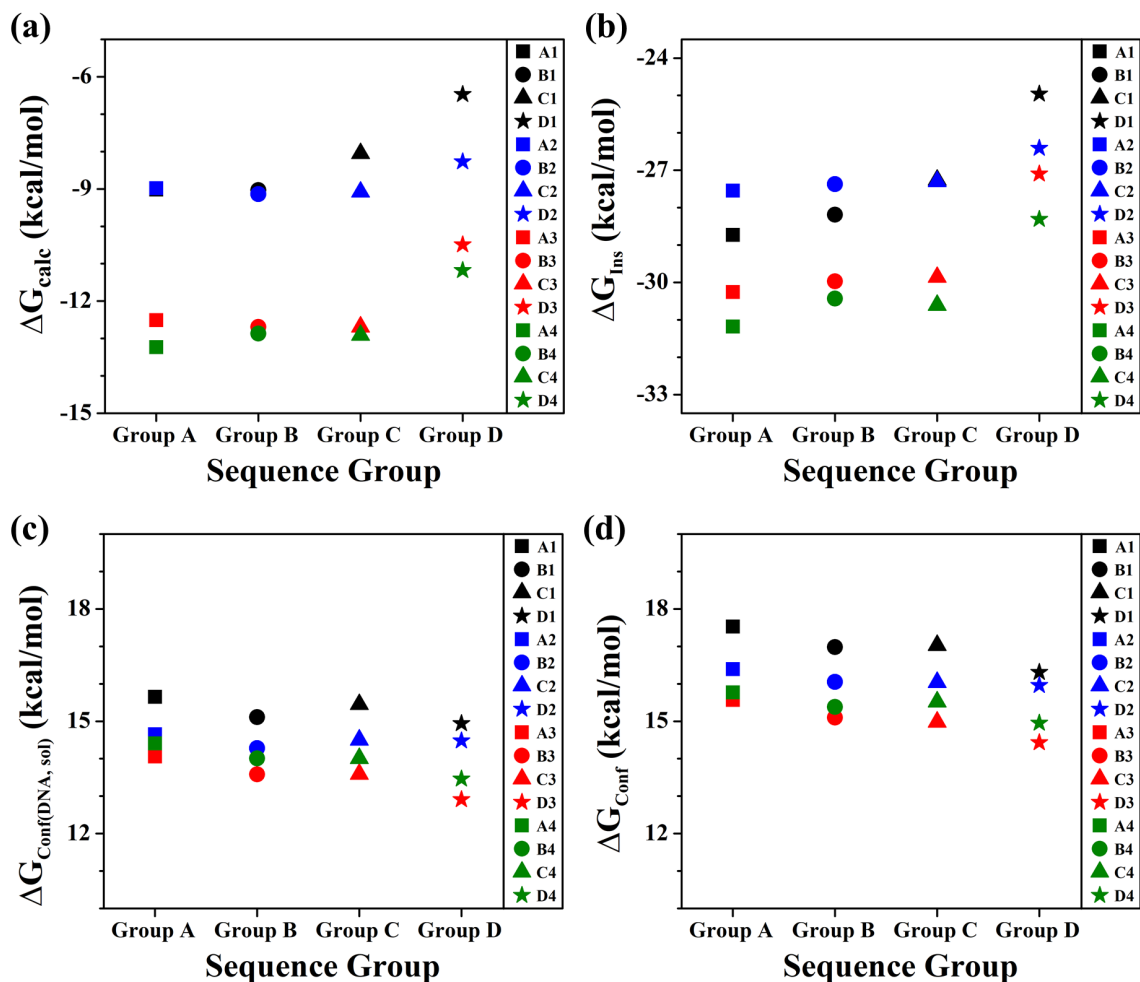 (a)
ΔG_calc (kcal/mol)
-6
-9
-12
-15
Group A Group B Group C Group D
Sequence Group
A1
B1
C1
D1
A2
B2
C2
D2
A3
B3
C3
D3
A4
B4
C4
D4
(b)
ΔG_Ins (kcal/mol)
-24
-27
-30
-33
Group A Group B Group C Group D
Sequence Group
A1
B1
C1
D1
A2
B2
C2
D2
A3
B3
C3
D3
A4
B4
C4
D4
(c)
ΔG_Conf(DNA, sol) (kcal/mol)
18
15
12
Group A Group B Group C Group D
Sequence Group
A1
B1
C1
D1
A2
B2
C2
D2
A3
B3
C3
D3
A4
B4
C4
D4
(d)
ΔG_Conf (kcal/mol)
18
15
12
Group A Group B Group C Group D
Sequence Group
A1
B1
C1
D1
A2
B2
C2
D2
A3
B3
C3
D3
A4
B4
C4
D4